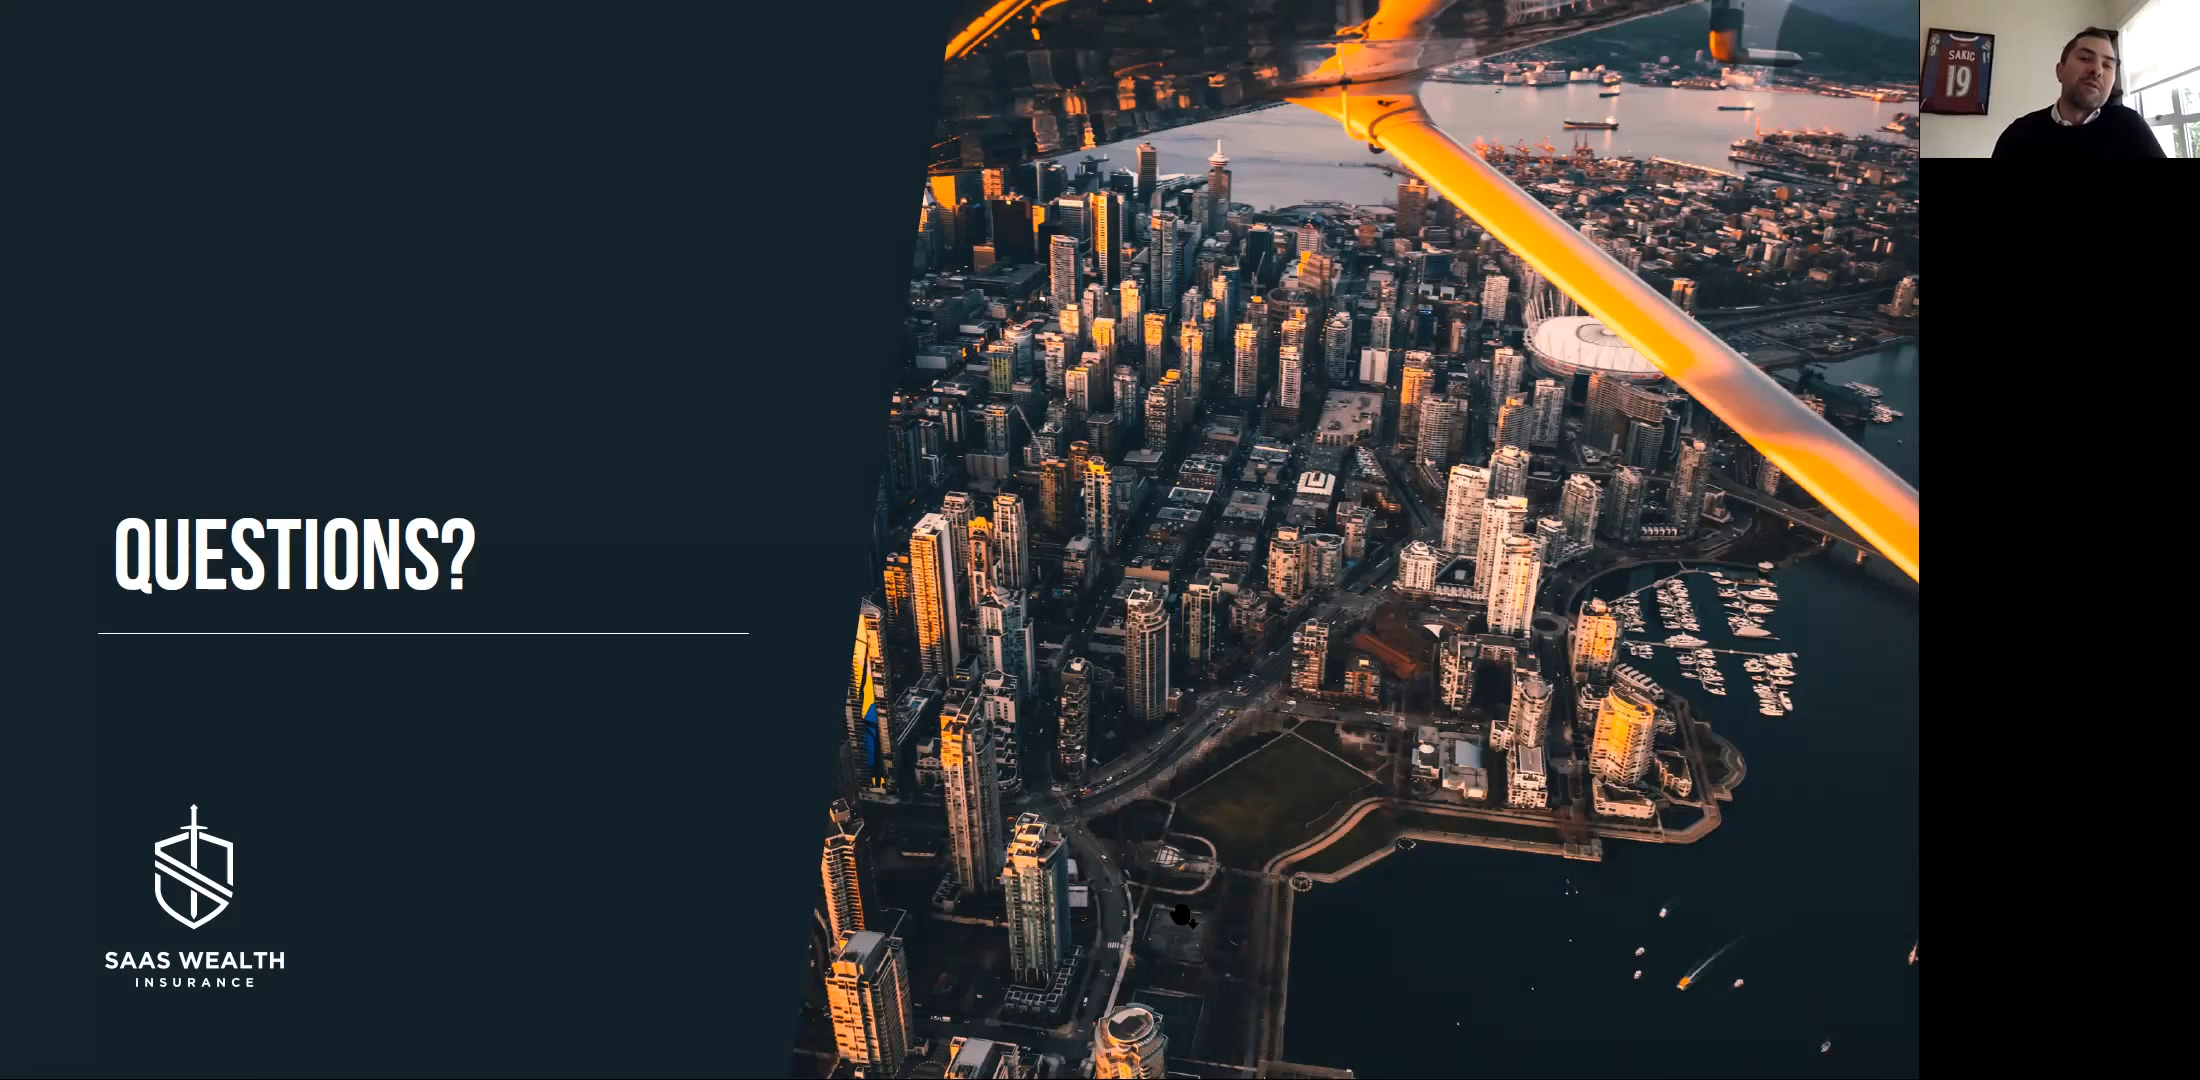 QUESTIONS?
SAAS WEALTH
INSURANCE
SAKIC
19